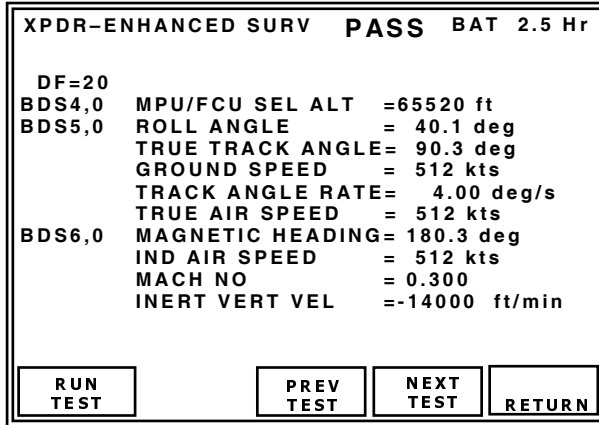 XPDR–ENHANCED SURV PASS BAT 2.5 Hr
DF=20
BDS4,0 MPU/FCU SEL ALT =65520 ft
BDS5,0 ROLL ANGLE = 40.1 deg
TRUE TRACK ANGLE= 90.3 deg
GROUND SPEED = 512 kts
TRACK ANGLE RATE= 4.00 deg/s
TRUE AIR SPEED = 512 kts
BDS6,0 MAGNETIC HEADING= 180.3 deg
IND AIR SPEED = 512 kts
MACH NO = 0.300
INERT VERT VEL =-14000 ft/min
RUN
TEST
PREV
TEST
NEXT
TEST
RETURN